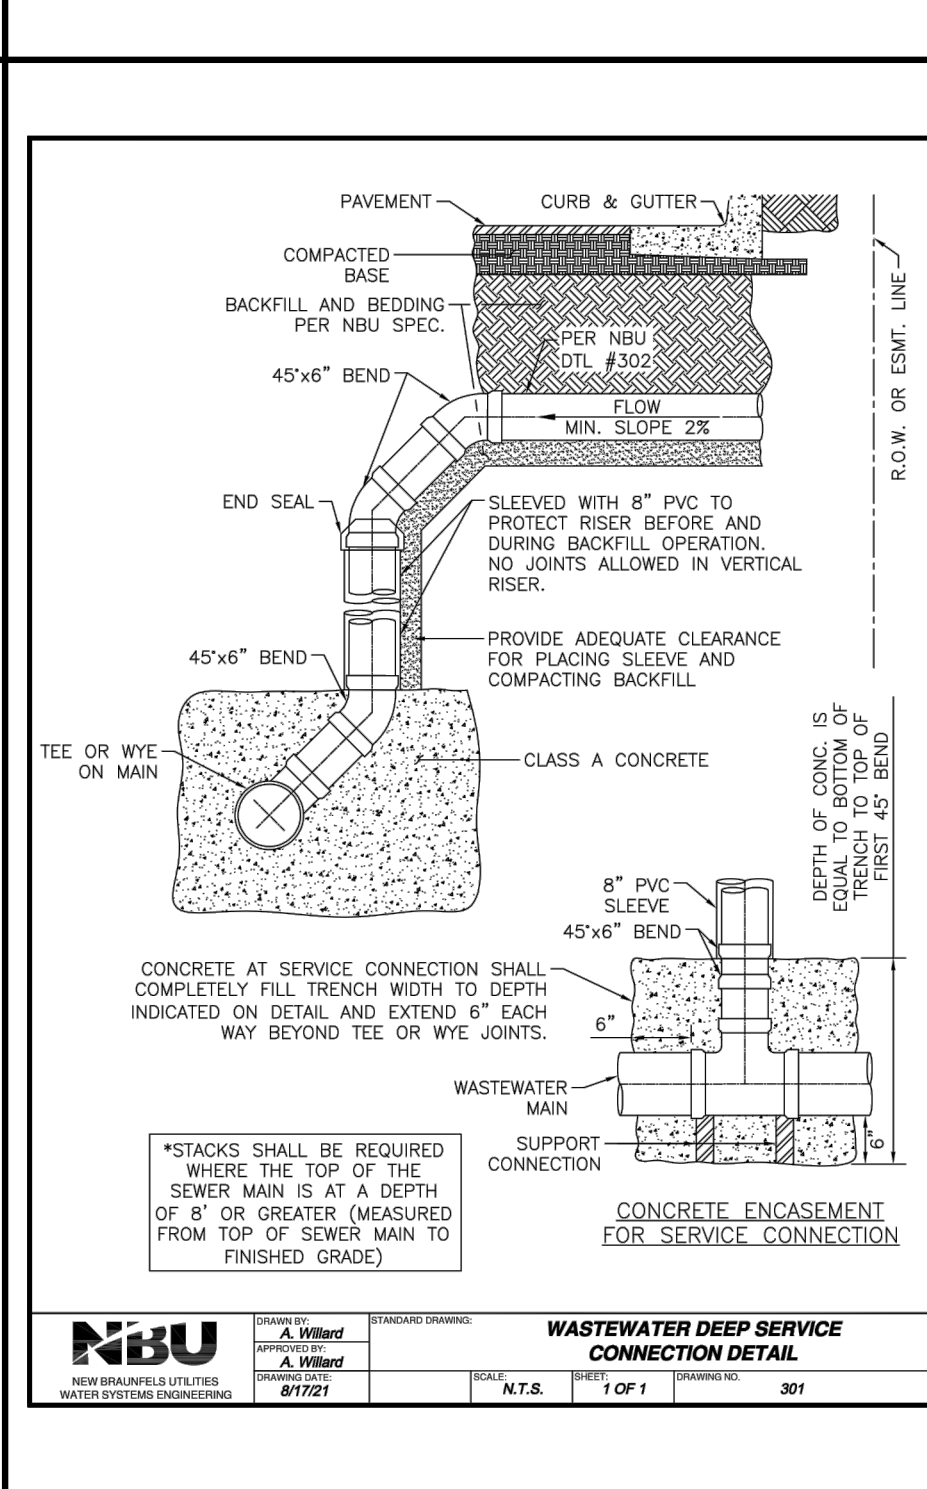 PAVEMENT
CURB & GUTTER
COMPACTED
BASE
BACKFILL AND BEDDING
PER NBU SPEC.
PER NBU
DTL #302
45°x6" BEND
FLOW
MIN. SLOPE 2%
R.O.W. OR ESMT. LINE
END SEAL
SLEEVED WITH 8" PVC TO
PROTECT RISER BEFORE AND
DURING BACKFILL OPERATION.
NO JOINTS ALLOWED IN VERTICAL
RISER.
45°x6" BEND
PROVIDE ADEQUATE CLEARANCE
FOR PLACING SLEEVE AND
COMPACTING BACKFILL
TEE OR WYE
ON MAIN
CLASS A CONCRETE
DEPTH OF CONC. IS
EQUAL TO BOTTOM OF
TRENCH TO TOP OF
FIRST 45° BEND
8" PVC
SLEEVE
45°x6" BEND
CONCRETE AT SERVICE CONNECTION SHALL
COMPLETELY FILL TRENCH WIDTH TO DEPTH
INDICATED ON DETAIL AND EXTEND 6" EACH
WAY BEYOND TEE OR WYE JOINTS.
6"
WASTEWATER
MAIN
SUPPORT
CONNECTION
6"
*STACKS SHALL BE REQUIRED
WHERE THE TOP OF THE
SEWER MAIN IS AT A DEPTH
OF 8' OR GREATER (MEASURED
FROM TOP OF SEWER MAIN TO
FINISHED GRADE)
CONCRETE ENCASEMENT
FOR SERVICE CONNECTION
NBU
NEW BRAUNFELS UTILITIES
WATER SYSTEMS ENGINEERING
DRAWN BY:
A. Willard
APPROVED BY:
A. Willard
DRAWING DATE:
8/17/21
STANDARD DRAWING:
WASTEWATER DEEP SERVICE
CONNECTION DETAIL
SCALE:
N.T.S.
SHEET:
1 OF 1
DRAWING NO.
301